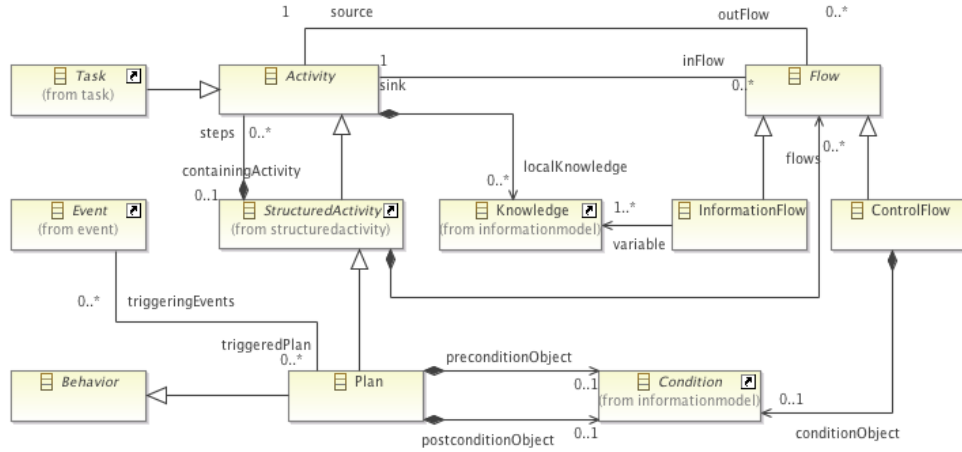 1
source
outFlow
0..*
Task
(from task)
Activity
1
sink
inFlow
0..*
Flow
steps
0..*
containingActivity
0..1
localKnowledge
0..*
flows
0..*
Event
(from event)
StructuredActivity
(from structuredactivity)
Knowledge
(from informationmodel)
1..*
variable
InformationFlow
ControlFlow
0..*
triggeringEvents
triggeredPlan
0..*
Behavior
Plan
preconditionObject
0..1
Condition
(from informationmodel)
0..1
conditionObject
postconditionObject
0..1